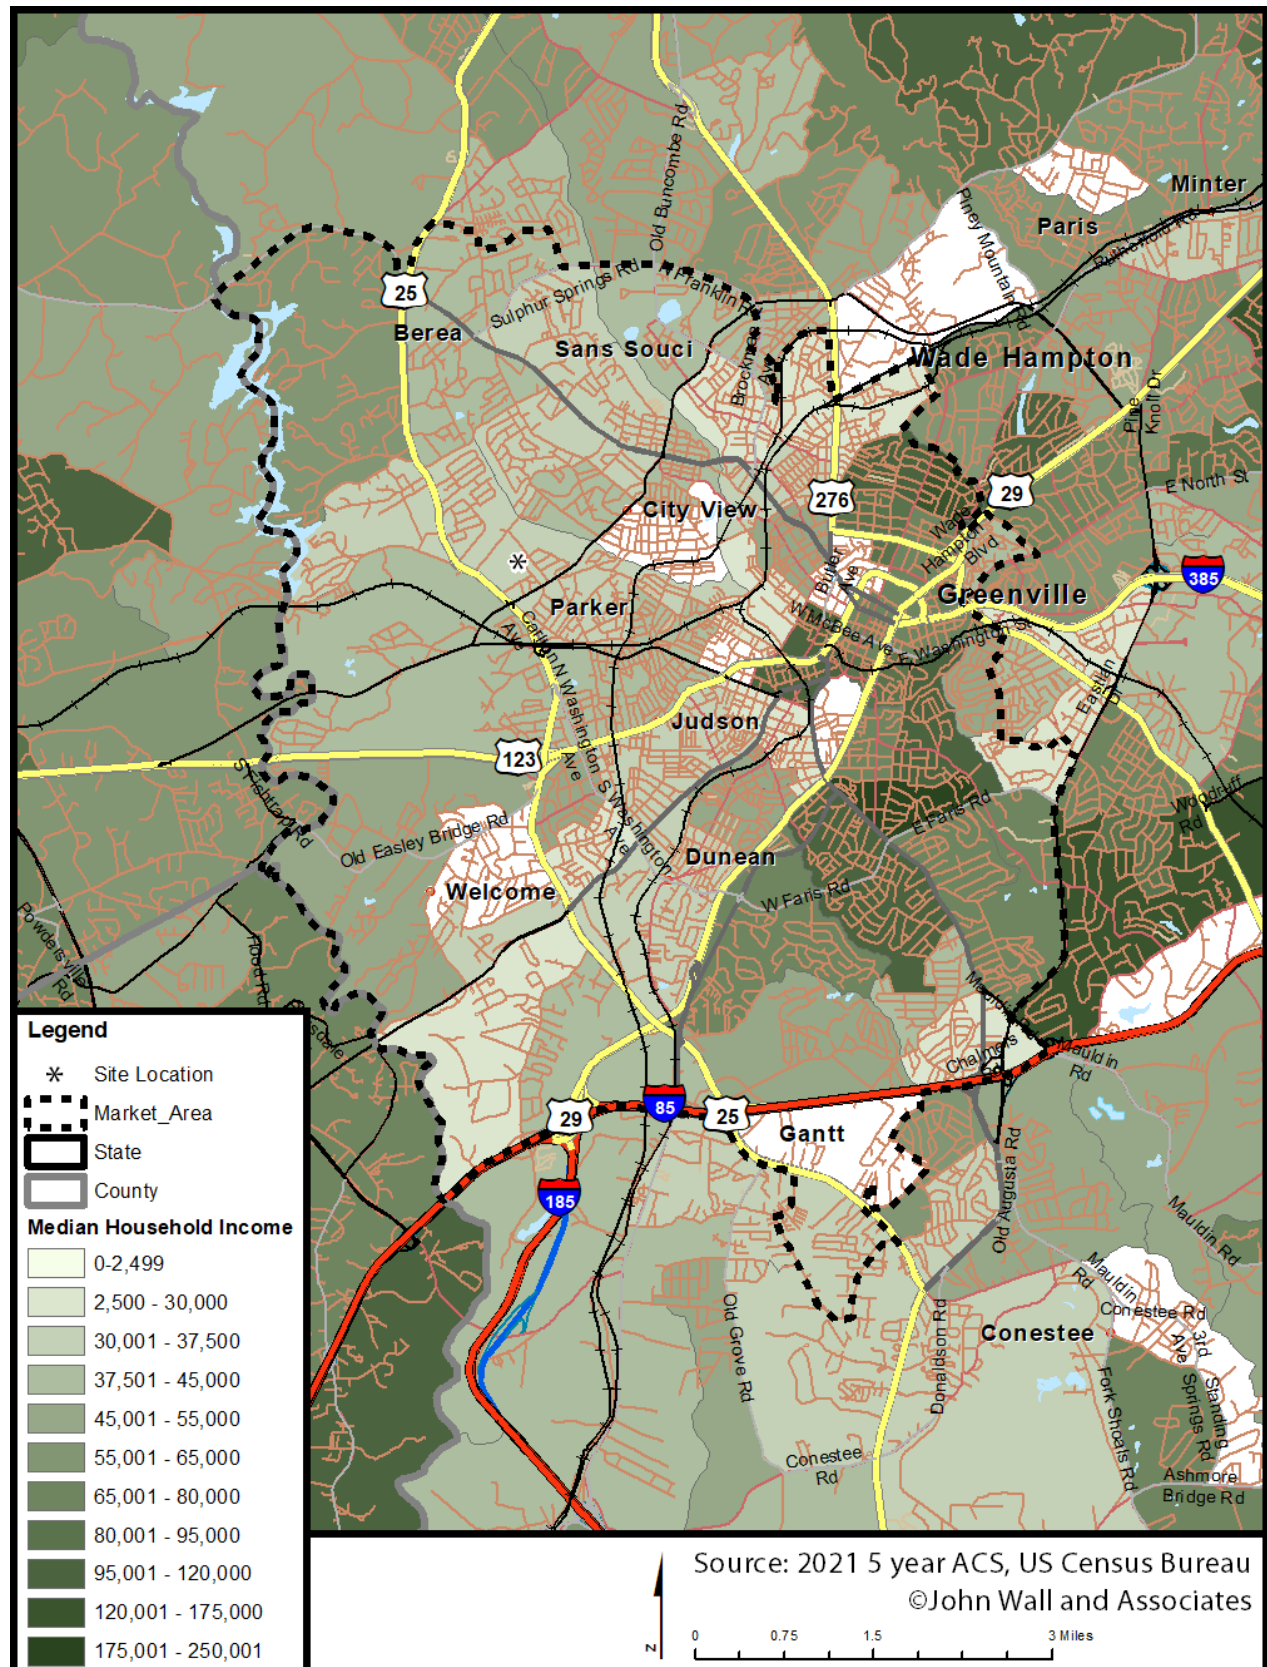 Old Buncombe Rd
Minter
Piney Mountain Rd
Paris
Rutherford Rd
25
Sulphur Springs Rd
Berea
Sans Souci
Brocknee Ave
Wade Hampton
Pine Knoll Dr
City View
276
29
E North St
Wade Hampton Blvd
Butler Ave
385
Parker
Greenville
W McBee Ave
E Washington St
Carlton Ave
N Washington Ave
Judson
123
S Washington Ave
Woodruff Rd
Old Easley Bridge Rd
E Faris Rd
Dunean
Welcome
W Faris Rd
Powdersville Rd
Hood Rd
Chalmers
Mauldin Rd
29
85
25
Gantt
185
Old Augusta Rd
Mauldin Rd
Mauldin Rd
Conestee Rd
Old Grove Rd
Donaldson Rd
Conestee
3rd Ave
Fork Shoals Rd
Springs Rd
Standing
Conestee Rd
Ashmore Bridge Rd
Legend
Site Location
Market_Area
State
County
Median Household Income
0-2,499
2,500 - 30,000
30,001 - 37,500
37,501 - 45,000
45,001 - 55,000
55,001 - 65,000
65,001 - 80,000
80,001 - 95,000
95,001 - 120,000
120,001 - 175,000
175,001 - 250,001
Source: 2021 5 year ACS, US Census Bureau
©John Wall and Associates
N
0 0.75 1.5 3 Miles